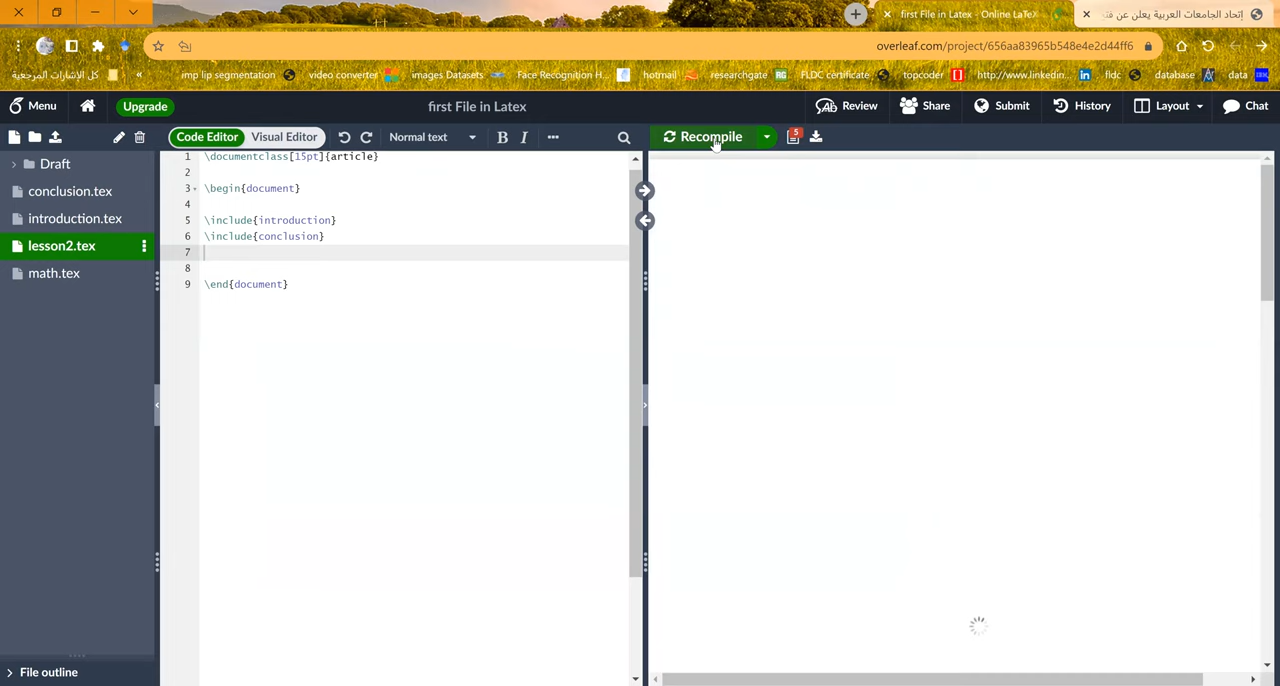 first File in Latex - Online LaTeX
إتحاد الجامعات العربية يعلن عن فتح
overleaf.com/project/656aa83965b548e4e2d44ff6
كل الإشارات المرجعية
»
imp lip segmentation
video converter
images Datasets
Face Recognition H...
hotmail
researchgate
FLDC certificate
topcoder
http://www.linkedin...
fldc
database
data
Menu
Upgrade
first File in Latex
Review
Share
Submit
History
Layout
Chat
Code Editor
Visual Editor
Normal text
B I
Recompile
5
Draft
conclusion.tex
introduction.tex
lesson2.tex
math.tex
1 \documentclass[15pt]{article}
2
3 \begin{document}
4
5 \include{introduction}
6 \include{conclusion}
7
8
9 \end{document}
File outline